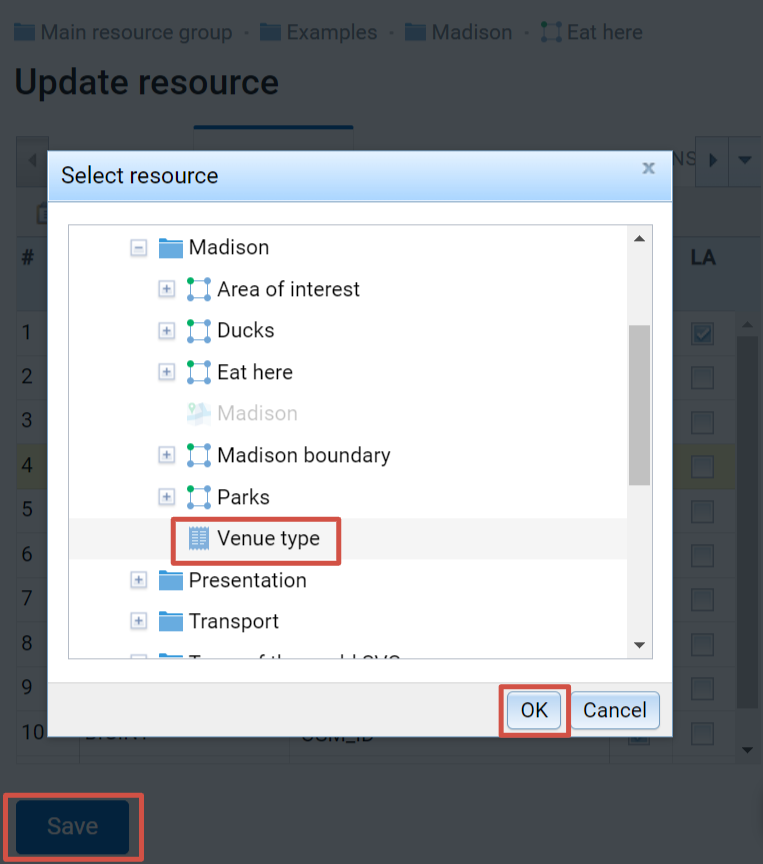 Main resource group • Examples • Madison • Eat here
Update resource
NS
Select resource x
# LA
Madison
Area of interest
1
Ducks
2
Eat here
3
Madison
Madison boundary
4
Parks
5
Venue type
6
Presentation
7
Transport
8
9
OK Cancel
10
Save